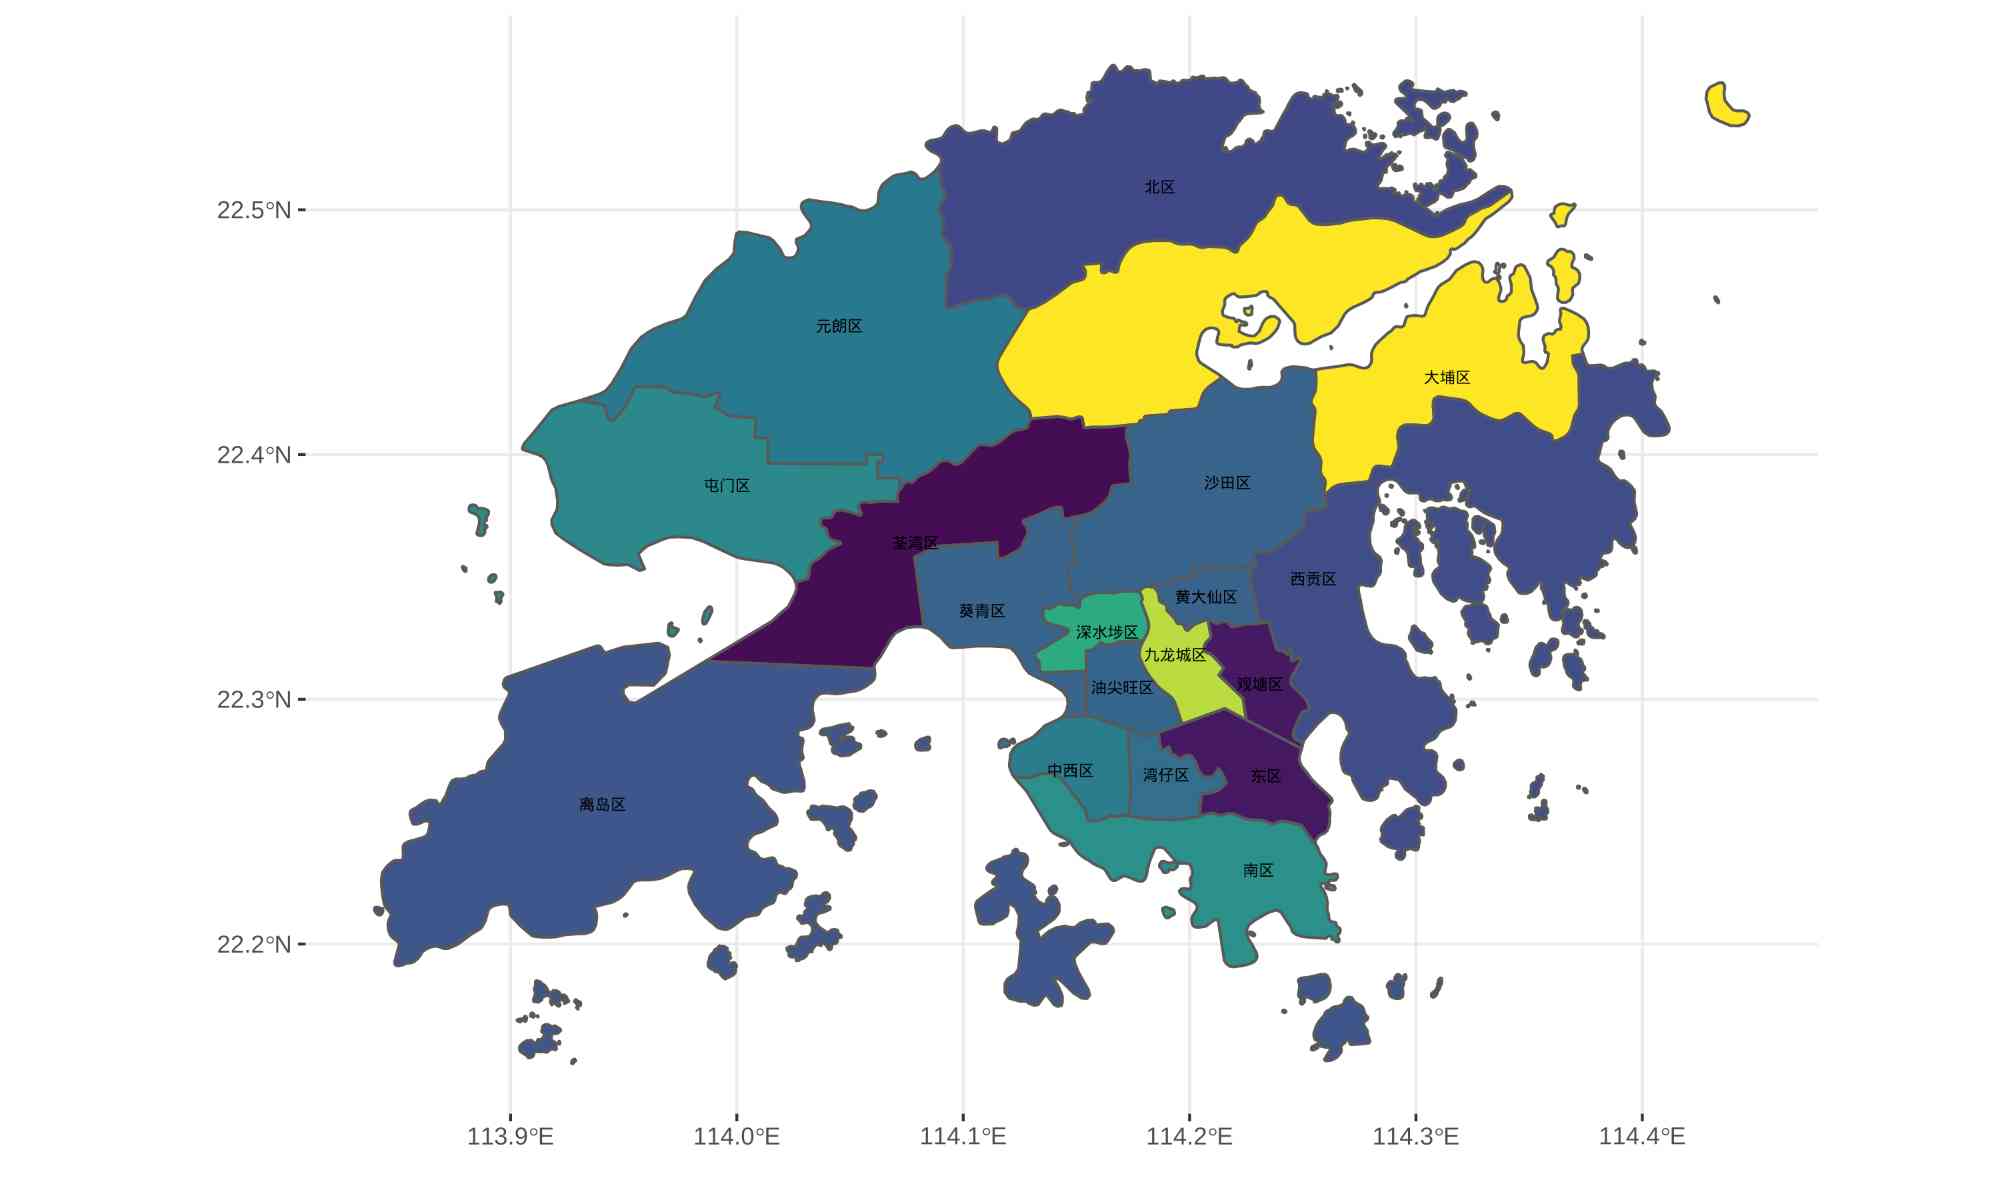 北区
22.5°N
元朗区
大埔区
22.4°N
屯门区
沙田区
荃湾区
西贡区
黄大仙区
葵青区
深水埗区
九龙城区
观塘区
油尖旺区
22.3°N
中西区
湾仔区
东区
离岛区
南区
22.2°N
113.9°E
114.0°E
114.1°E
114.2°E
114.3°E
114.4°E